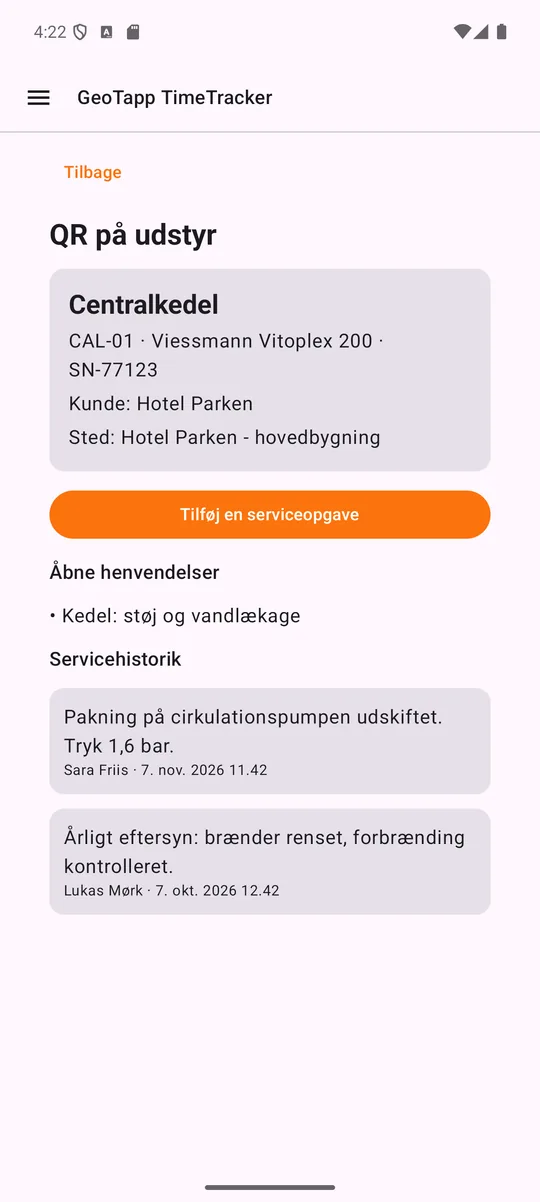 4:22
GeoTapp TimeTracker
Tilbage
QR på udstyr
Centralkedel
CAL-01 · Viessmann Vitoplex 200 ·
SN-77123
Kunde: Hotel Parken
Sted: Hotel Parken - hovedbygning
Tilføj en serviceopgave
Åbne henvendelser
• Kedel: støj og vandlækage
Servicehistorik
Pakning på cirkulationspumpen udskiftet.
Tryk 1,6 bar.
Sara Friis · 7. nov. 2026 11.42
Årligt eftersyn: brænder renset, forbrænding
kontrolleret.
Lukas Mørk · 7. okt. 2026 12.42